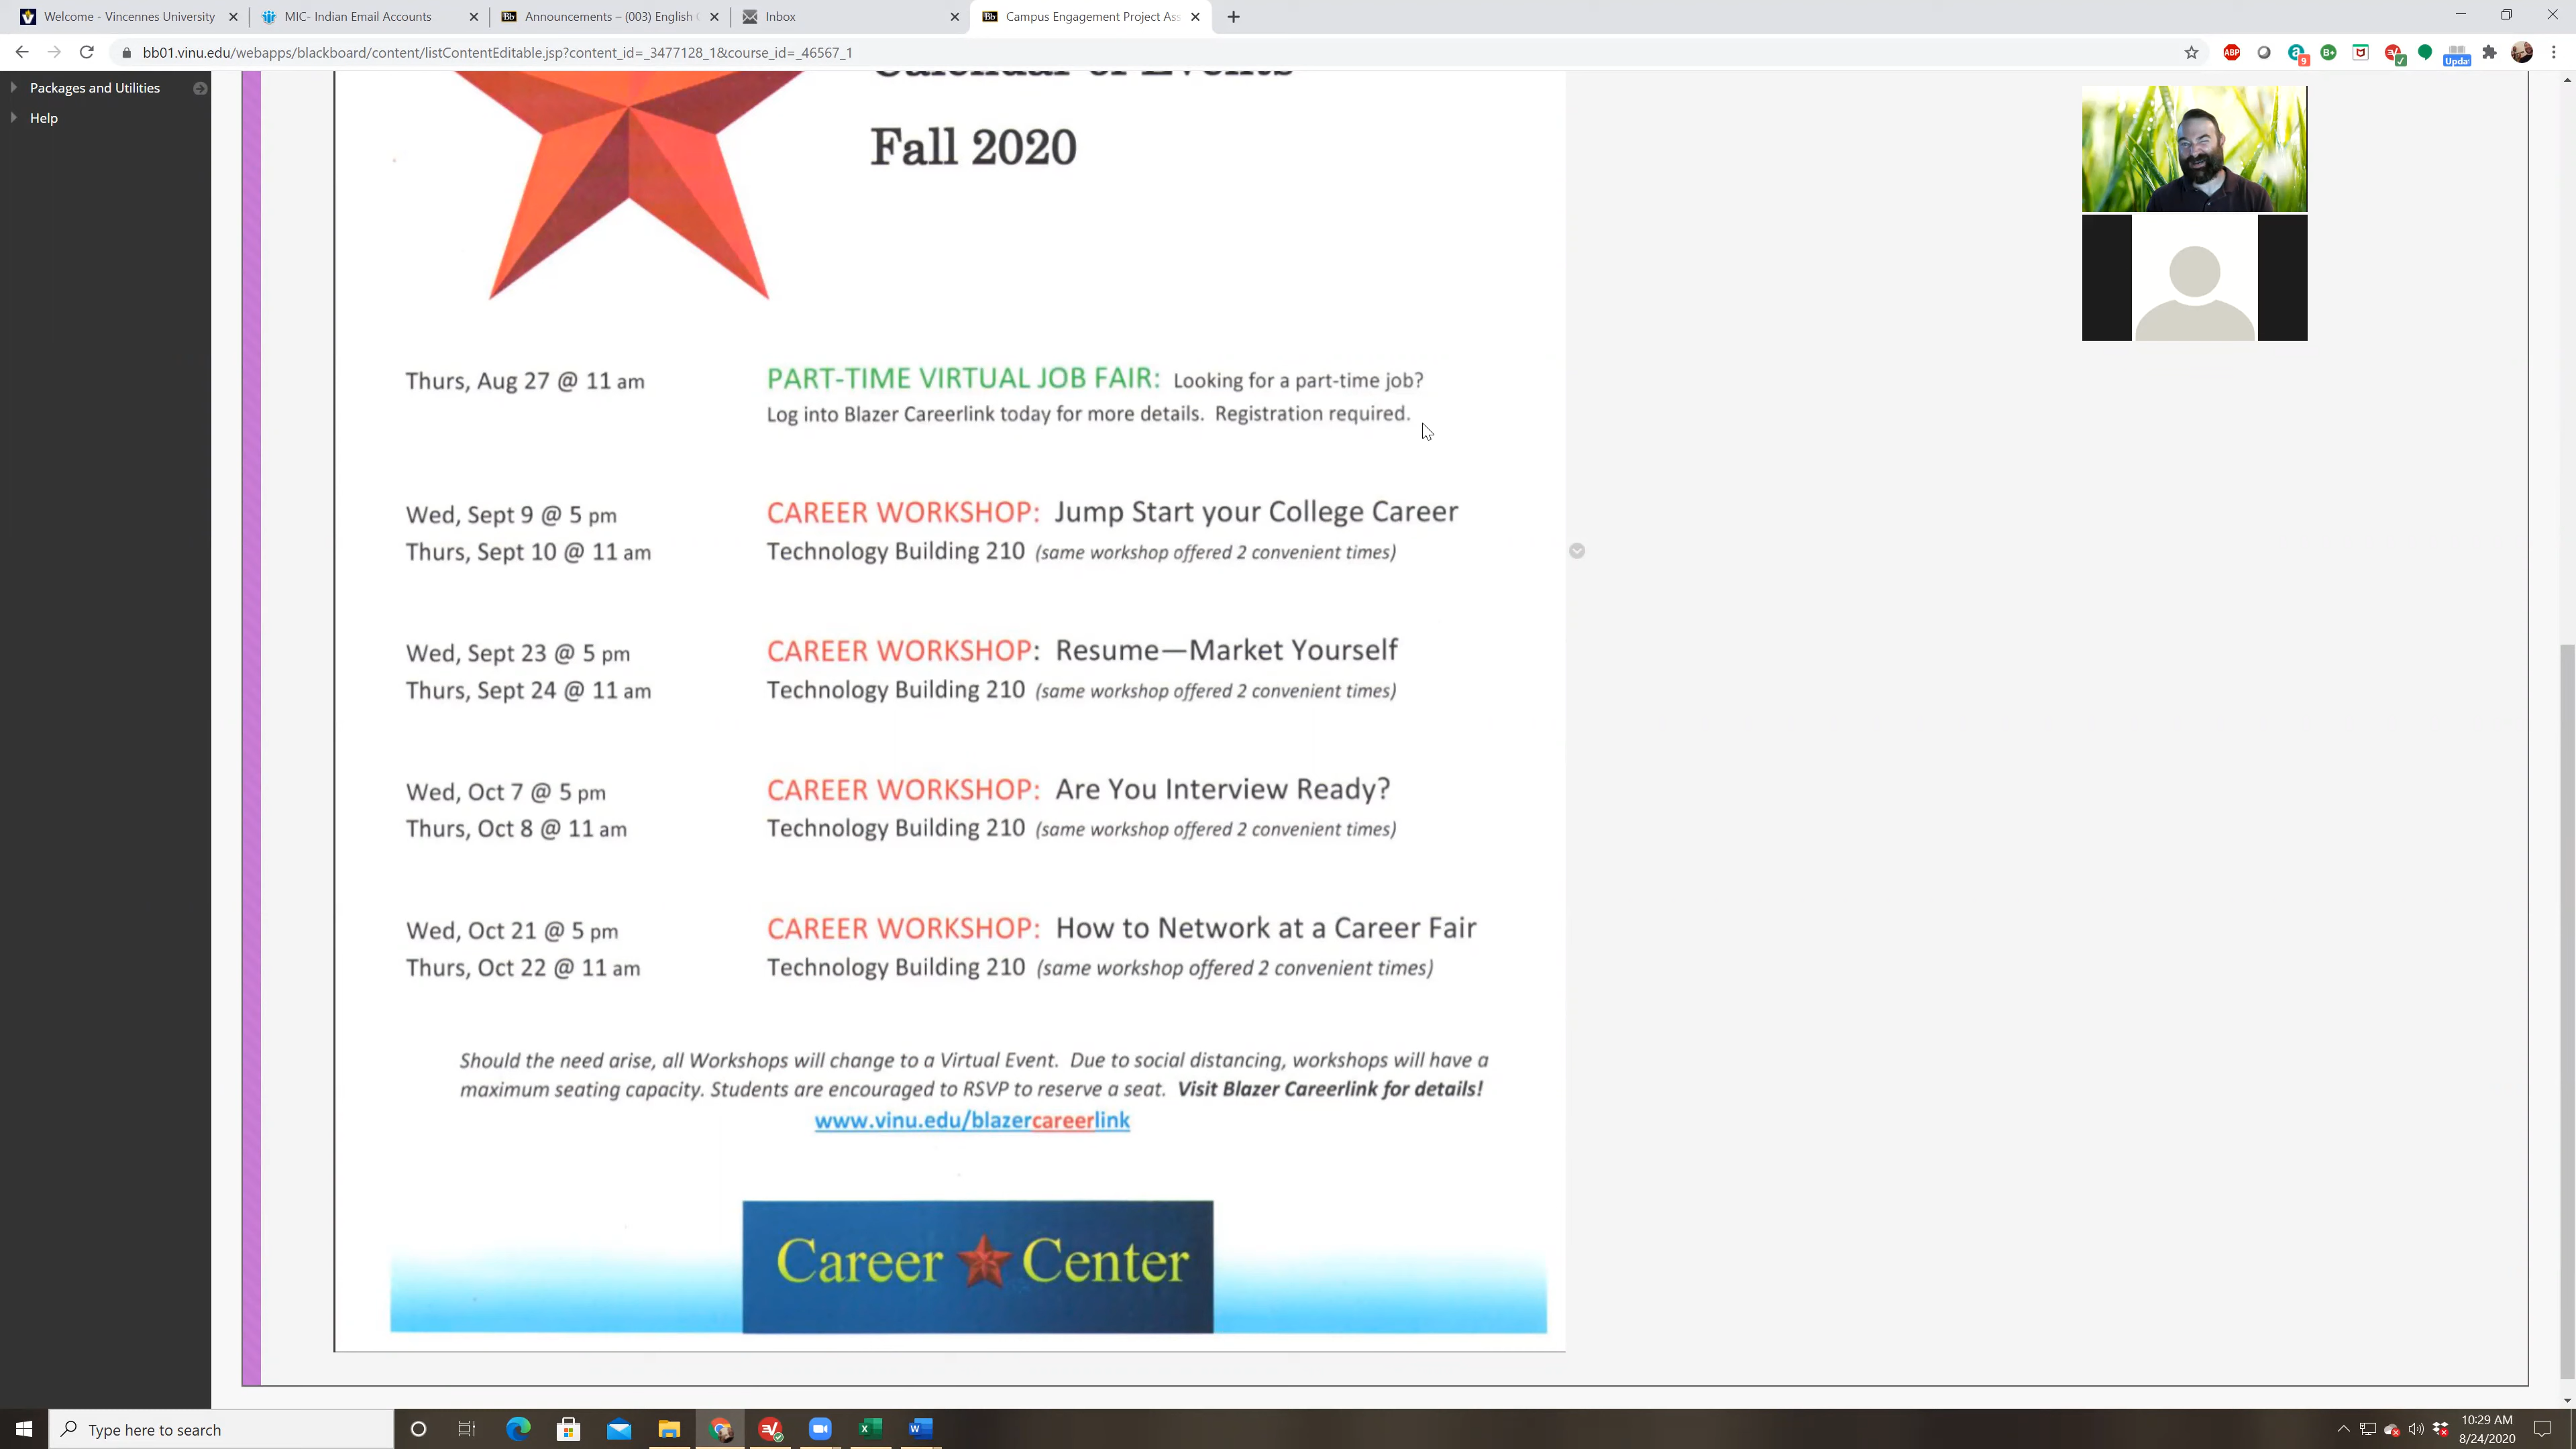 Welcome - Vincennes University
MIC- Indian Email Accounts
Announcements – (003) English
Inbox
Campus Engagement Project Ass
bb01.vinu.edu/webapps/blackboard/content/listContentEditable.jsp?content_id=_3477128_1&course_id=_46567_1
ABP
9
B+
Upda
Packages and Utilities
Help
Calendar of Events
Fall 2020
Thurs, Aug 27 @ 11 am
PART-TIME VIRTUAL JOB FAIR: Looking for a part-time job?
Log into Blazer Careerlink today for more details. Registration required.
Wed, Sept 9 @ 5 pm
CAREER WORKSHOP: Jump Start your College Career
Thurs, Sept 10 @ 11 am
Technology Building 210 (same workshop offered 2 convenient times)
Wed, Sept 23 @ 5 pm
CAREER WORKSHOP: Resume—Market Yourself
Thurs, Sept 24 @ 11 am
Technology Building 210 (same workshop offered 2 convenient times)
Wed, Oct 7 @ 5 pm
CAREER WORKSHOP: Are You Interview Ready?
Thurs, Oct 8 @ 11 am
Technology Building 210 (same workshop offered 2 convenient times)
Wed, Oct 21 @ 5 pm
CAREER WORKSHOP: How to Network at a Career Fair
Thurs, Oct 22 @ 11 am
Technology Building 210 (same workshop offered 2 convenient times)
Should the need arise, all Workshops will change to a Virtual Event. Due to social distancing, workshops will have a
maximum seating capacity. Students are encouraged to RSVP to reserve a seat. Visit Blazer Careerlink for details!
www.vinu.edu/blazercareerlink
Career Center
Type here to search
10:29 AM
8/24/2020